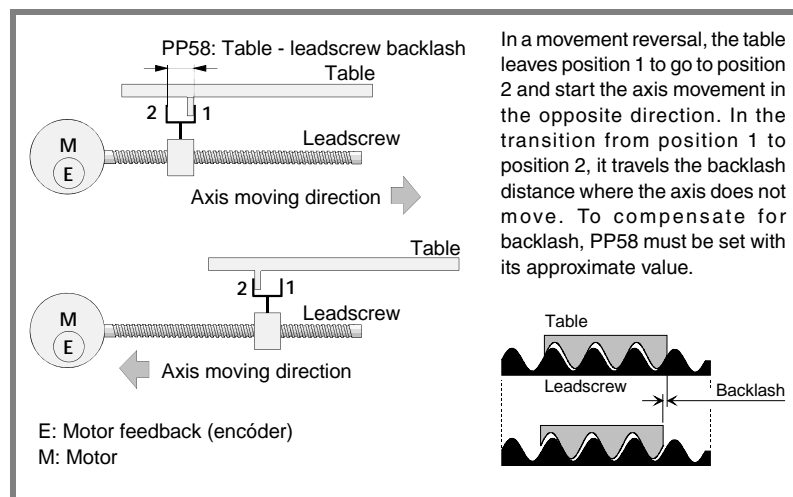 PP58: Table - leadscrew backlash
Table
2 1
Leadscrew
M
E
Axis moving direction
Table
2 1
Leadscrew
M
E
Axis moving direction
E: Motor feedback (encóder)
M: Motor
In a movement reversal, the table
leaves position 1 to go to position
2 and start the axis movement in
the opposite direction. In the
transition from position 1 to
position 2, it travels the backlash
distance where the axis does not
move. To compensate for
backlash, PP58 must be set with
its approximate value.
Table
Leadscrew
Backlash